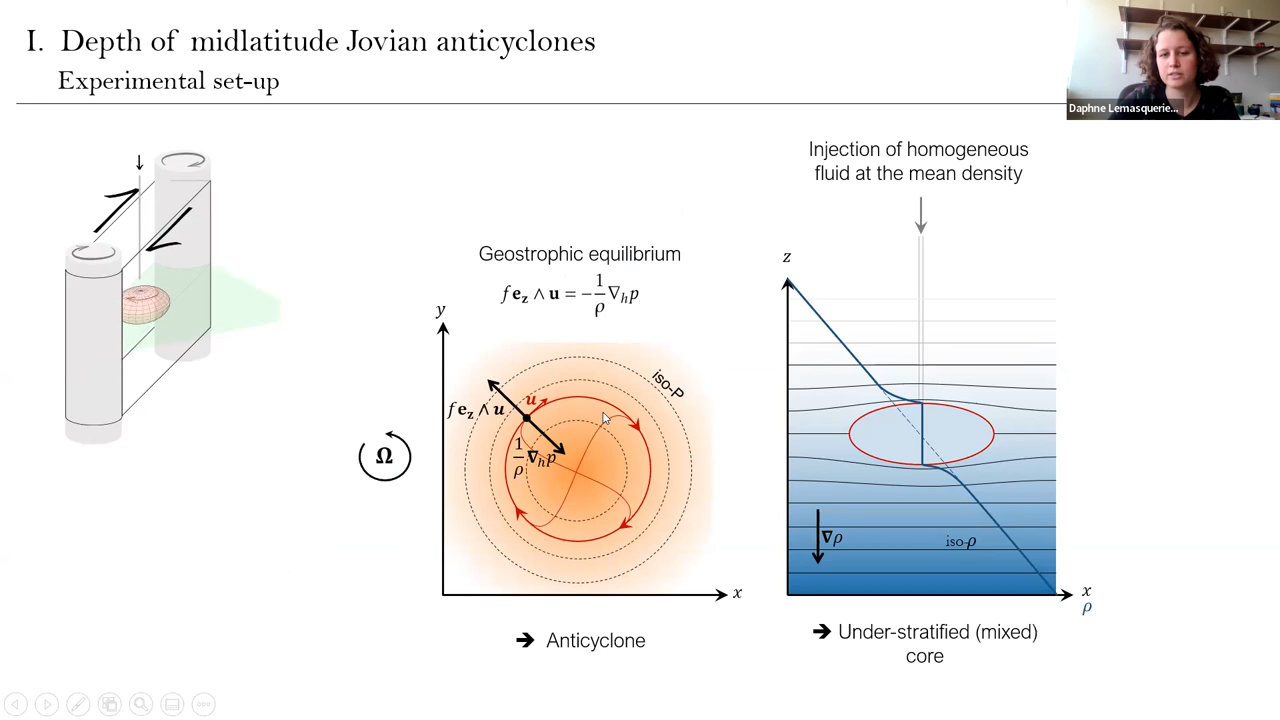 I. Depth of midlatitude Jovian anticyclones
Experimental set-up
Daphne Lemasquerie...
Injection of homogeneous
fluid at the mean density
Geostrophic equilibrium
f e_z ∧ u = −1/ρ ∇_h p
y
iso-P
u
f e_z ∧ u
1/ρ ∇_h p
Ω
x
➔ Anticyclone
z
∇ρ
iso-ρ
x
ρ
➔ Under-stratified (mixed)
core